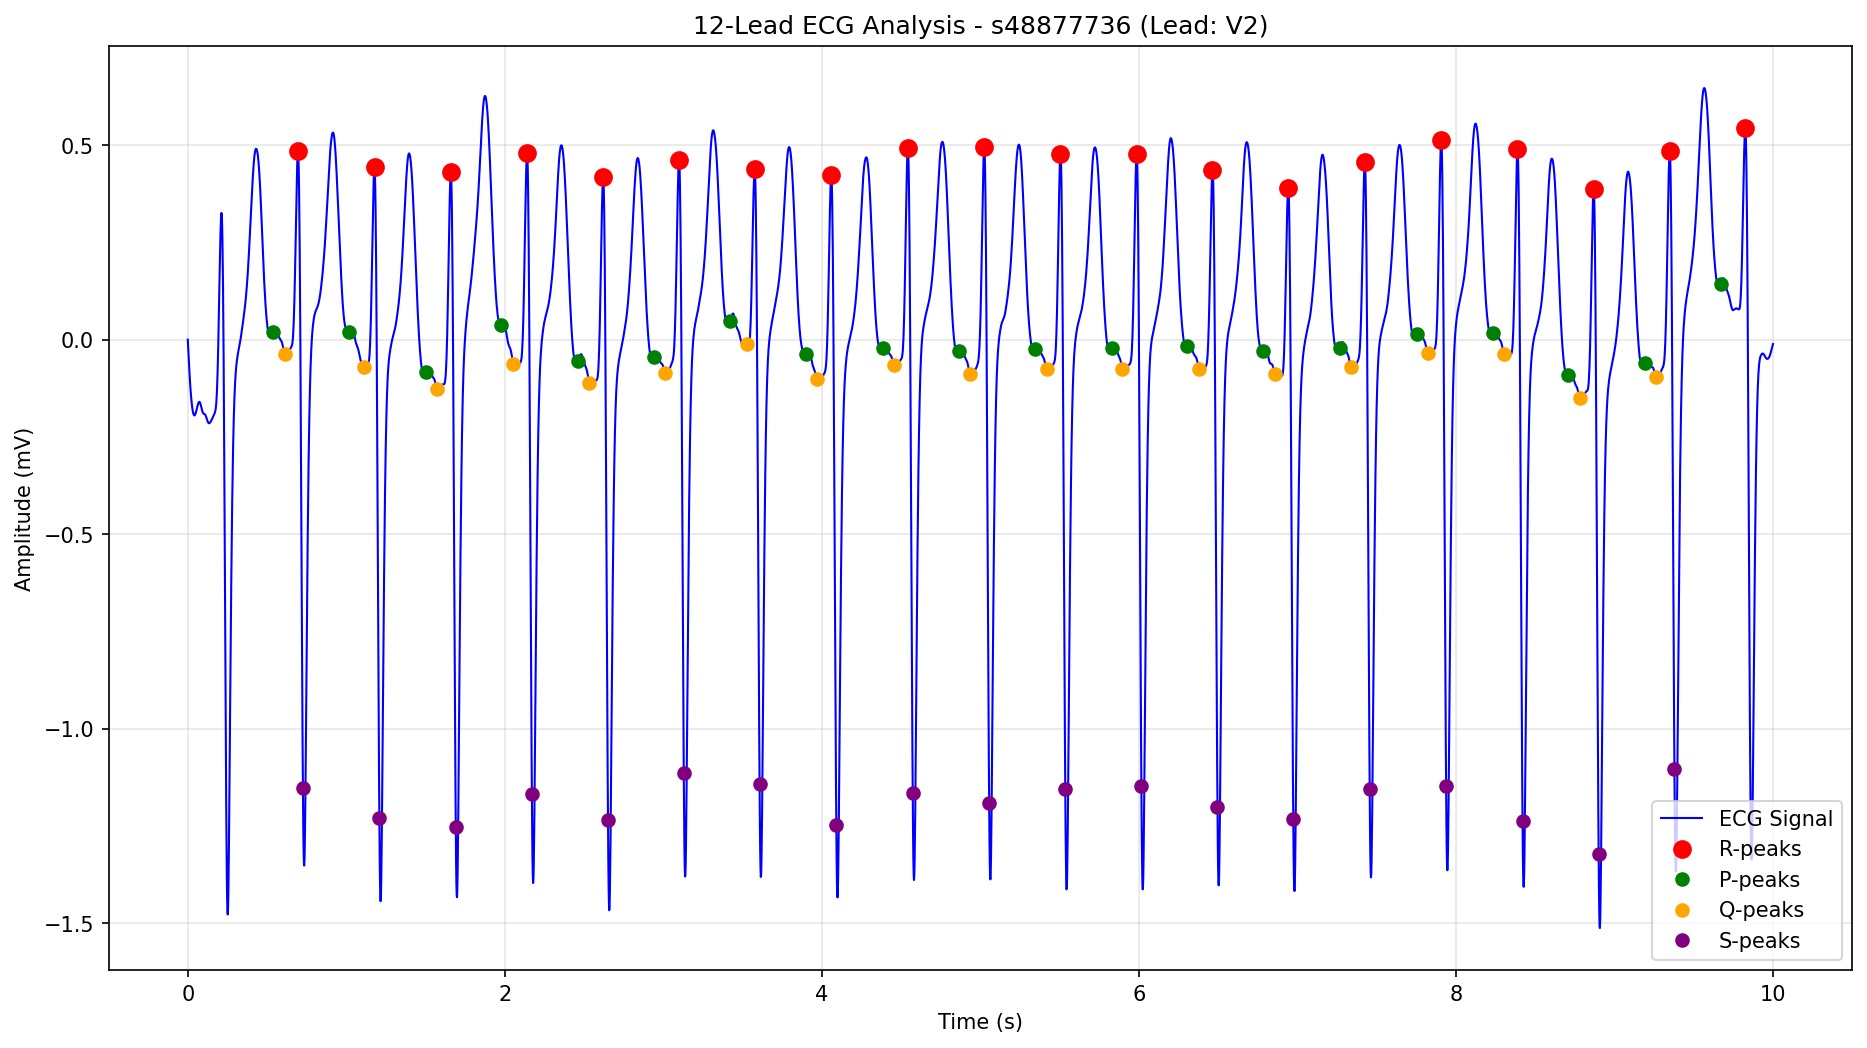 12-Lead ECG Analysis - s48877736 (Lead: V2)
Amplitude (mV)
0.5
0.0
−0.5
−1.0
−1.5
0 2 4 6 8 10
Time (s)
ECG Signal
R-peaks
P-peaks
Q-peaks
S-peaks